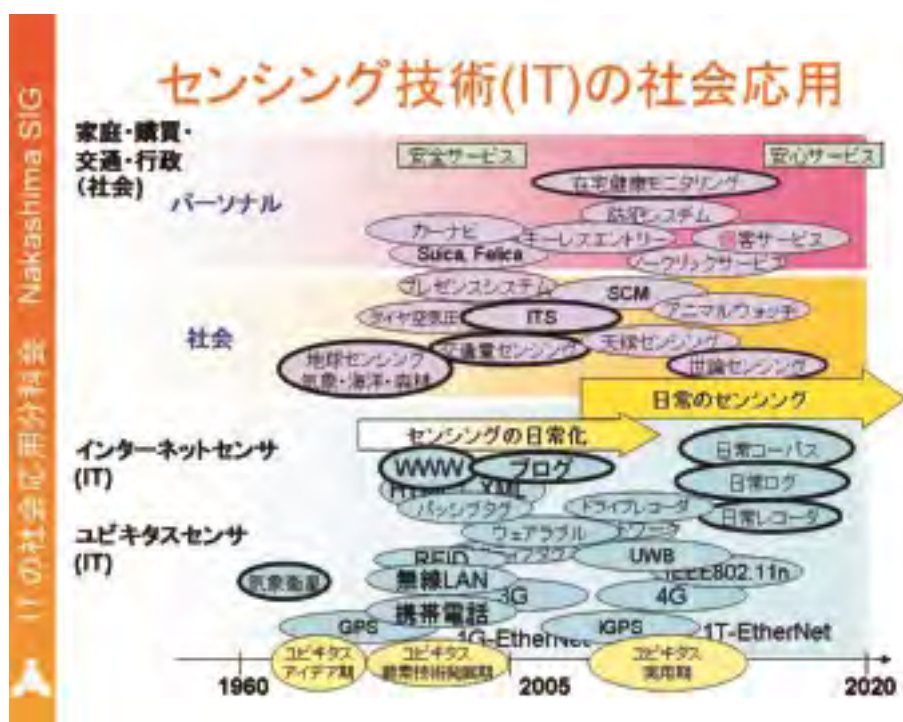 センシング技術(IT)の社会応用
ITの社会応用分科会 Nakashima SIG
家庭・購買・
交通・行政
(社会)
安全サービス
安心サービス
パーソナル
在宅健康モニタリング
防犯システム
カーナビ
キーレスエントリー
客サービス
Suica, Felica
ノークリックサービス
プレゼンスシステム
SCM
アニマルウォッチ
タイヤ空気圧
ITS
社会
交通量センシング
天候センシング
地球センシング
気象・海洋・森林
世論センシング
日常のセンシング
センシングの日常化
インターネットセンサ
(IT)
WWW
ブログ
日常コーパス
XML
日常ログ
パッシブタグ
ドライブレコーダ
日常レコーダ
ユビキタスセンサ
(IT)
ウェアラブル
RFID
UWB
IEEE802.11n
気象衛星
無線LAN
3G
4G
携帯電話
GPS
1G-EtherNet
IGPS
1T-EtherNet
ユビキタス
アイデア期
ユビキタス
要素技術発展期
ユビキタス
実用期
1960
2005
2020